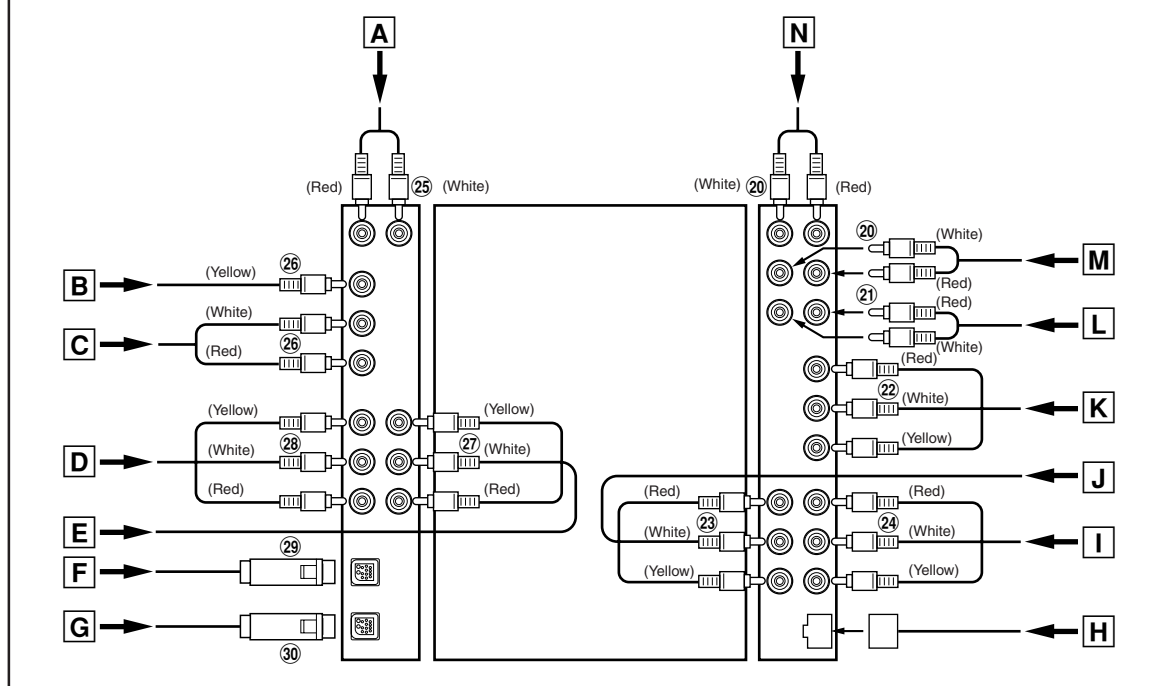 A
N
(Red)
㉕
(White)
(White)
⑳
(Red)
⑳
(White)
B
(Yellow)
㉖
M
(Red)
㉑
(Red)
C
(White)
(Red)
㉖
L
(White)
(Red)
㉒
(White)
K
(Yellow)
(Yellow)
(Yellow)
D
(White)
㉘
㉗
(White)
(Red)
(Red)
J
(Red)
(Red)
E
(White)
㉓
㉔
(White)
I
㉙
F
(Yellow)
(Yellow)
G
㉚
H